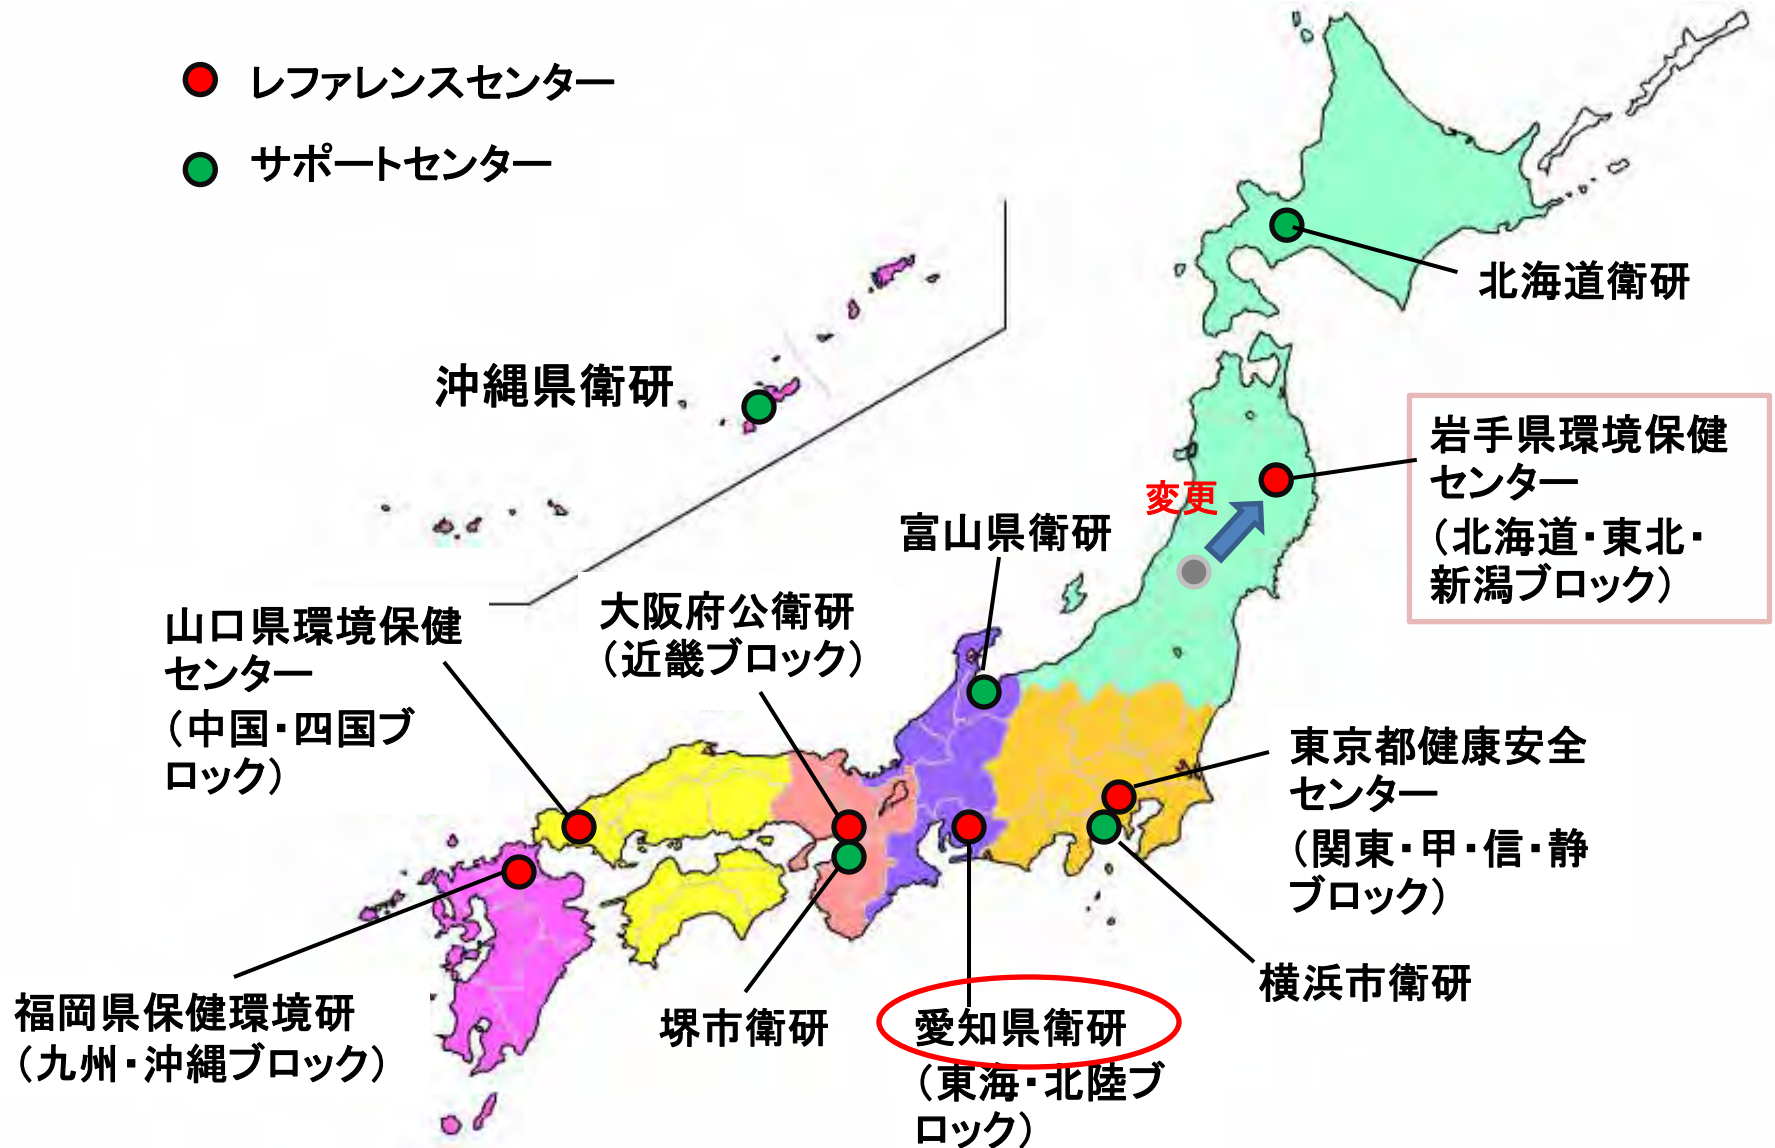 レファレンスセンター
サポートセンター
北海道衛研
沖縄県衛研
岩手県環境保健
センター
（北海道・東北・
新潟ブロック）
変更
富山県衛研
大阪府公衛研
（近畿ブロック）
山口県環境保健
センター
（中国・四国ブ
ロック）
東京都健康安全
センター
（関東・甲・信・静
ブロック）
横浜市衛研
福岡県保健環境研
（九州・沖縄ブロック）
堺市衛研
愛知県衛研
（東海・北陸ブ
ロック）